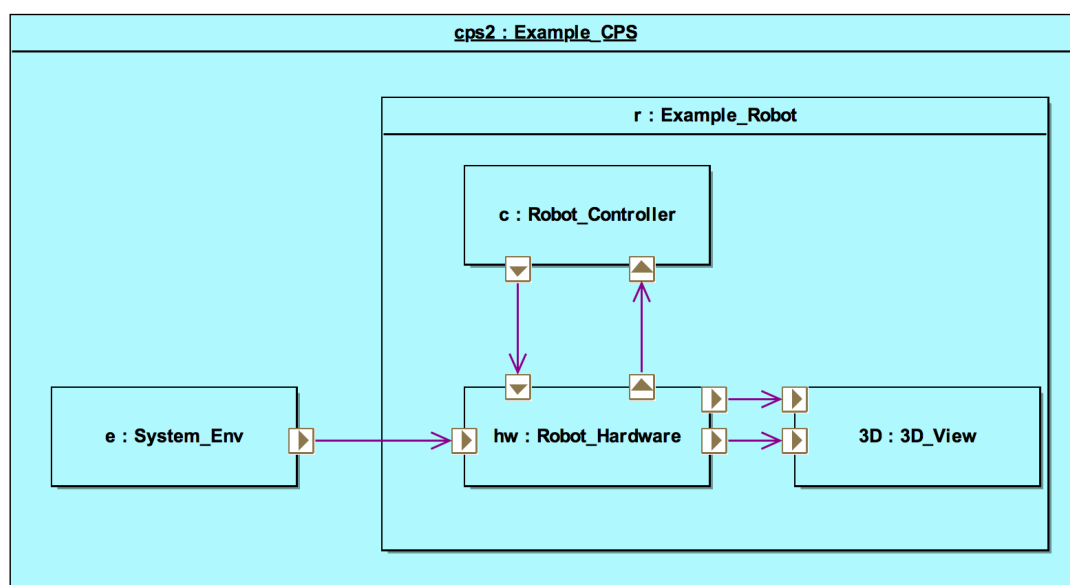 cps2 : Example_CPS
r : Example_Robot
c : Robot_Controller
e : System_Env
hw : Robot_Hardware
3D : 3D_View